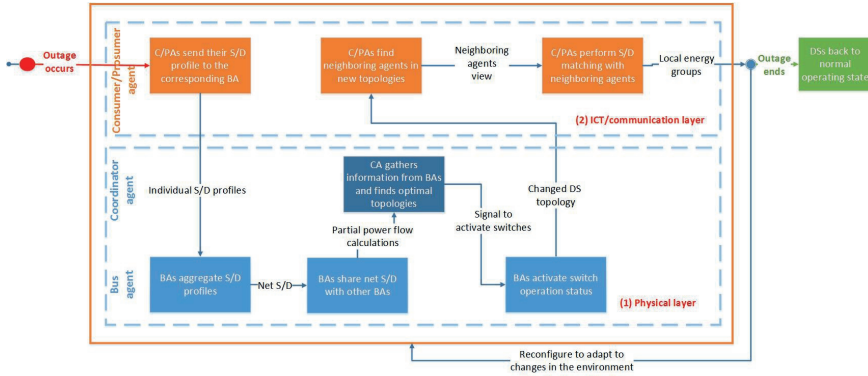 Outage
occurs
Consumer/Prosumer
agent
C/PAs send their S/D
profile to the
corresponding BA
C/PAs find
neighboring agents in
new topologies
Neighboring
agents
view
C/PAs perform S/D
matching with
neighboring agents
Local energy
groups
Outage
ends
DSs back to
normal
operating state
(2) ICT/communication layer
Coordinator
agent
Individual S/D profiles
CA gathers
information from BAs
and finds optimal
topologies
Changed DS
topology
Signal to
activate switches
Partial power flow
calculations
Bus
agent
BAs aggregate S/D
profiles
Net S/D
BAs share net S/D
with other BAs
BAs activate switch
operation status
(1) Physical layer
Reconfigure to adapt to
changes in the environment